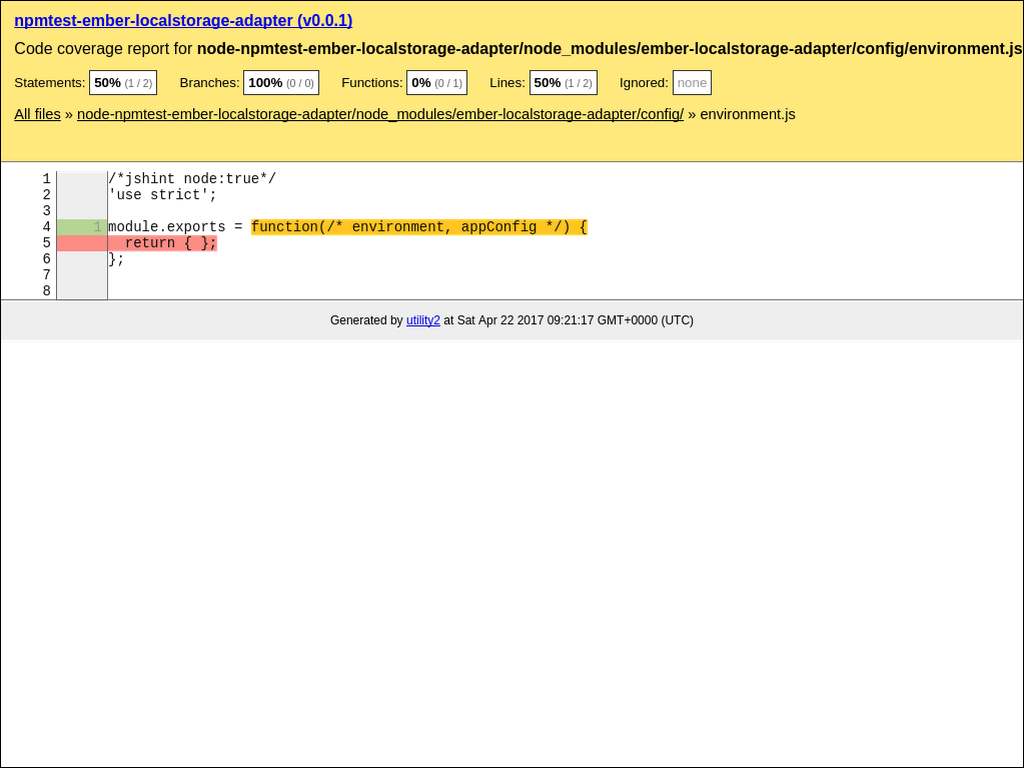 npmtest-ember-localstorage-adapter (v0.0.1)
Code coverage report for node-npmtest-ember-localstorage-adapter/node_modules/ember-localstorage-adapter/config/environment.js
Statements: 50% (1 / 2) Branches: 100% (0 / 0) Functions: 0% (0 / 1) Lines: 50% (1 / 2) Ignored: none
All files » node-npmtest-ember-localstorage-adapter/node_modules/ember-localstorage-adapter/config/ » environment.js
1 /*jshint node:true*/
2 'use strict';
3
4 1 module.exports = function(/* environment, appConfig */) {
5 return { };
6 };
7
8
Generated by utility2 at Sat Apr 22 2017 09:21:17 GMT+0000 (UTC)